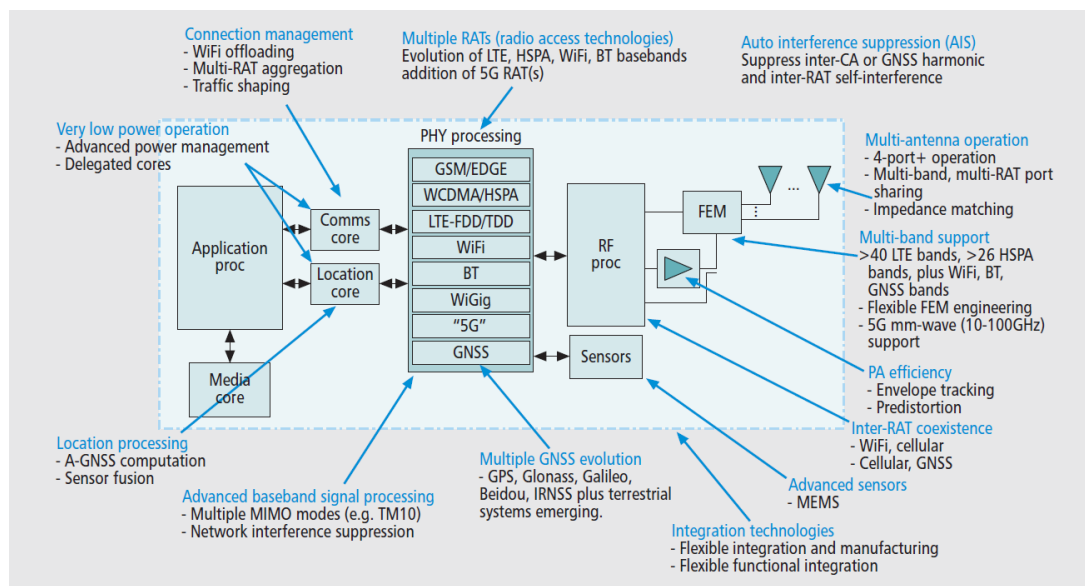 Connection management
- WiFi offloading
- Multi-RAT aggregation
- Traffic shaping
Multiple RATs (radio access technologies)
Evolution of LTE, HSPA, WiFi, BT basebands
addition of 5G RAT(s)
Auto interference suppression (AIS)
Suppress inter-CA or GNSS harmonic
and inter-RAT self-interference
Very low power operation
- Advanced power management
- Delegated cores
PHY processing
GSM/EDGE
WCDMA/HSPA
LTE-FDD/TDD
WiFi
BT
WiGig
“5G”
GNSS
Application
proc
Comms
core
Location
core
Media
core
RF
proc
FEM
...
Sensors
Multi-antenna operation
- 4-port+ operation
- Multi-band, multi-RAT port
sharing
- Impedance matching
Multi-band support
>40 LTE bands, >26 HSPA
bands, plus WiFi, BT,
GNSS bands
- Flexible FEM engineering
- 5G mm-wave (10-100GHz)
support
PA efficiency
- Envelope tracking
- Predistortion
Inter-RAT coexistence
- WiFi, cellular
- Cellular, GNSS
Location processing
- A-GNSS computation
- Sensor fusion
Advanced baseband signal processing
- Multiple MIMO modes (e.g. TM10)
- Network interference suppression
Multiple GNSS evolution
- GPS, Glonass, Galileo,
Beidou, IRNSS plus terrestrial
systems emerging.
Advanced sensors
- MEMS
Integration technologies
- Flexible integration and manufacturing
- Flexible functional integration